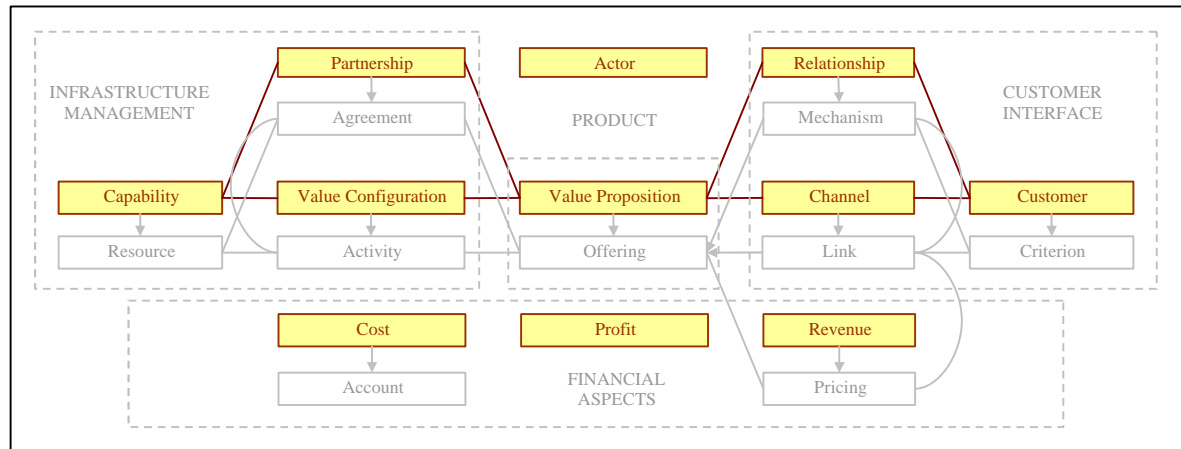 Partnership
Actor
Relationship
INFRASTRUCTURE
MANAGEMENT
CUSTOMER
INTERFACE
Agreement
PRODUCT
Mechanism
Capability
Value Configuration
Value Proposition
Channel
Customer
Resource
Activity
Offering
Link
Criterion
Cost
Profit
Revenue
Account
FINANCIAL
ASPECTS
Pricing